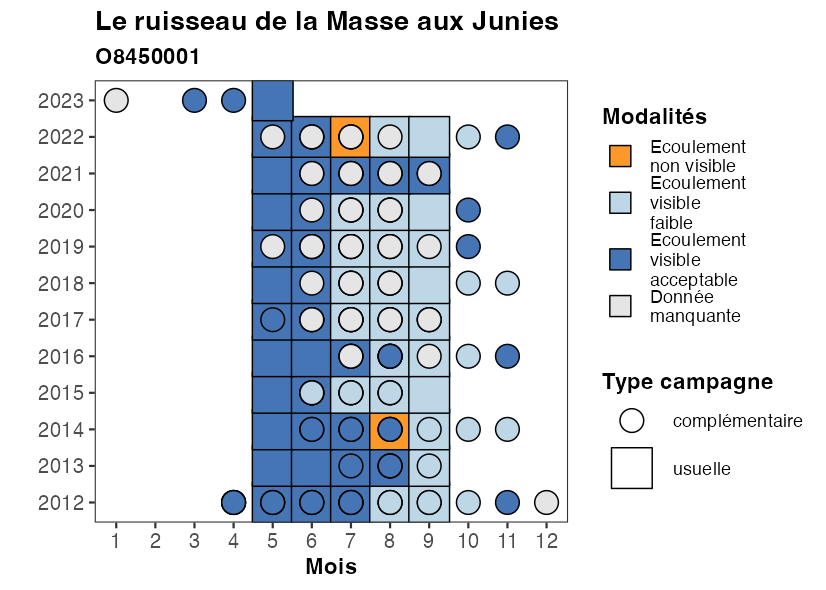 Le ruisseau de la Masse aux Junies
O8450001
2023
2022
2021
2020
2019
2018
2017
2016
2015
2014
2013
2012
1 2 3 4 5 6 7 8 9 10 11 12
Mois
Modalités
Ecoulement
non visible
Ecoulement
visible
faible
Ecoulement
visible
acceptable
Donnée
manquante
Type campagne
complémentaire
usuelle